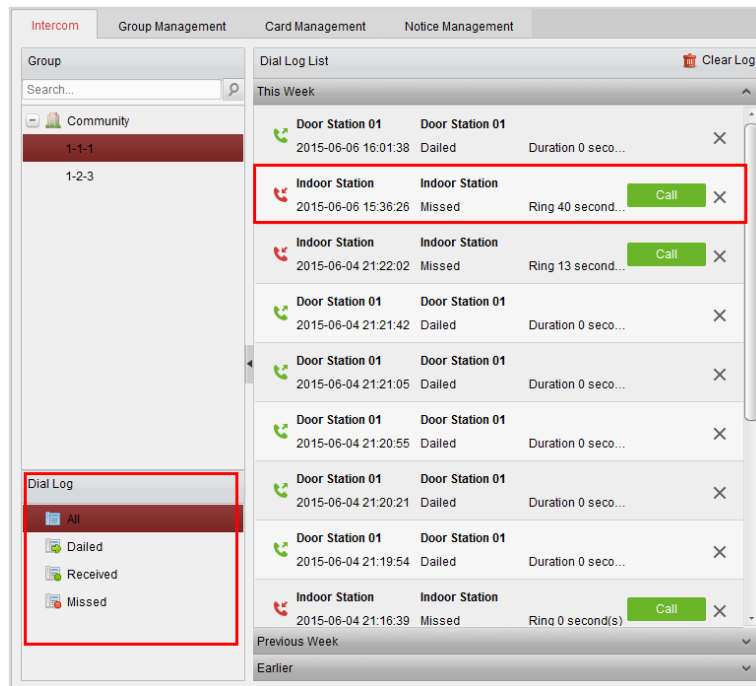 Intercom Group Management Card Management Notice Management
Group
Search...
Community
1-1-1
1-2-3
Dial Log
All
Dailed
Received
Missed
Dial Log List Clear Log
This Week
Door Station 01 Door Station 01
2015-06-06 16:01:38 Dailed Duration 0 seco...
Indoor Station Indoor Station
2015-06-06 15:36:26 Missed Ring 40 second... Call
Indoor Station Indoor Station
2015-06-04 21:22:02 Missed Ring 13 second... Call
Door Station 01 Door Station 01
2015-06-04 21:21:42 Dailed Duration 0 seco...
Door Station 01 Door Station 01
2015-06-04 21:21:05 Dailed Duration 0 seco...
Door Station 01 Door Station 01
2015-06-04 21:20:55 Dailed Duration 0 seco...
Door Station 01 Door Station 01
2015-06-04 21:20:21 Dailed Duration 0 seco...
Door Station 01 Door Station 01
2015-06-04 21:19:54 Dailed Duration 0 seco...
Indoor Station Indoor Station
2015-06-04 21:16:39 Missed Ring 0 second(s) Call
Previous Week
Earlier